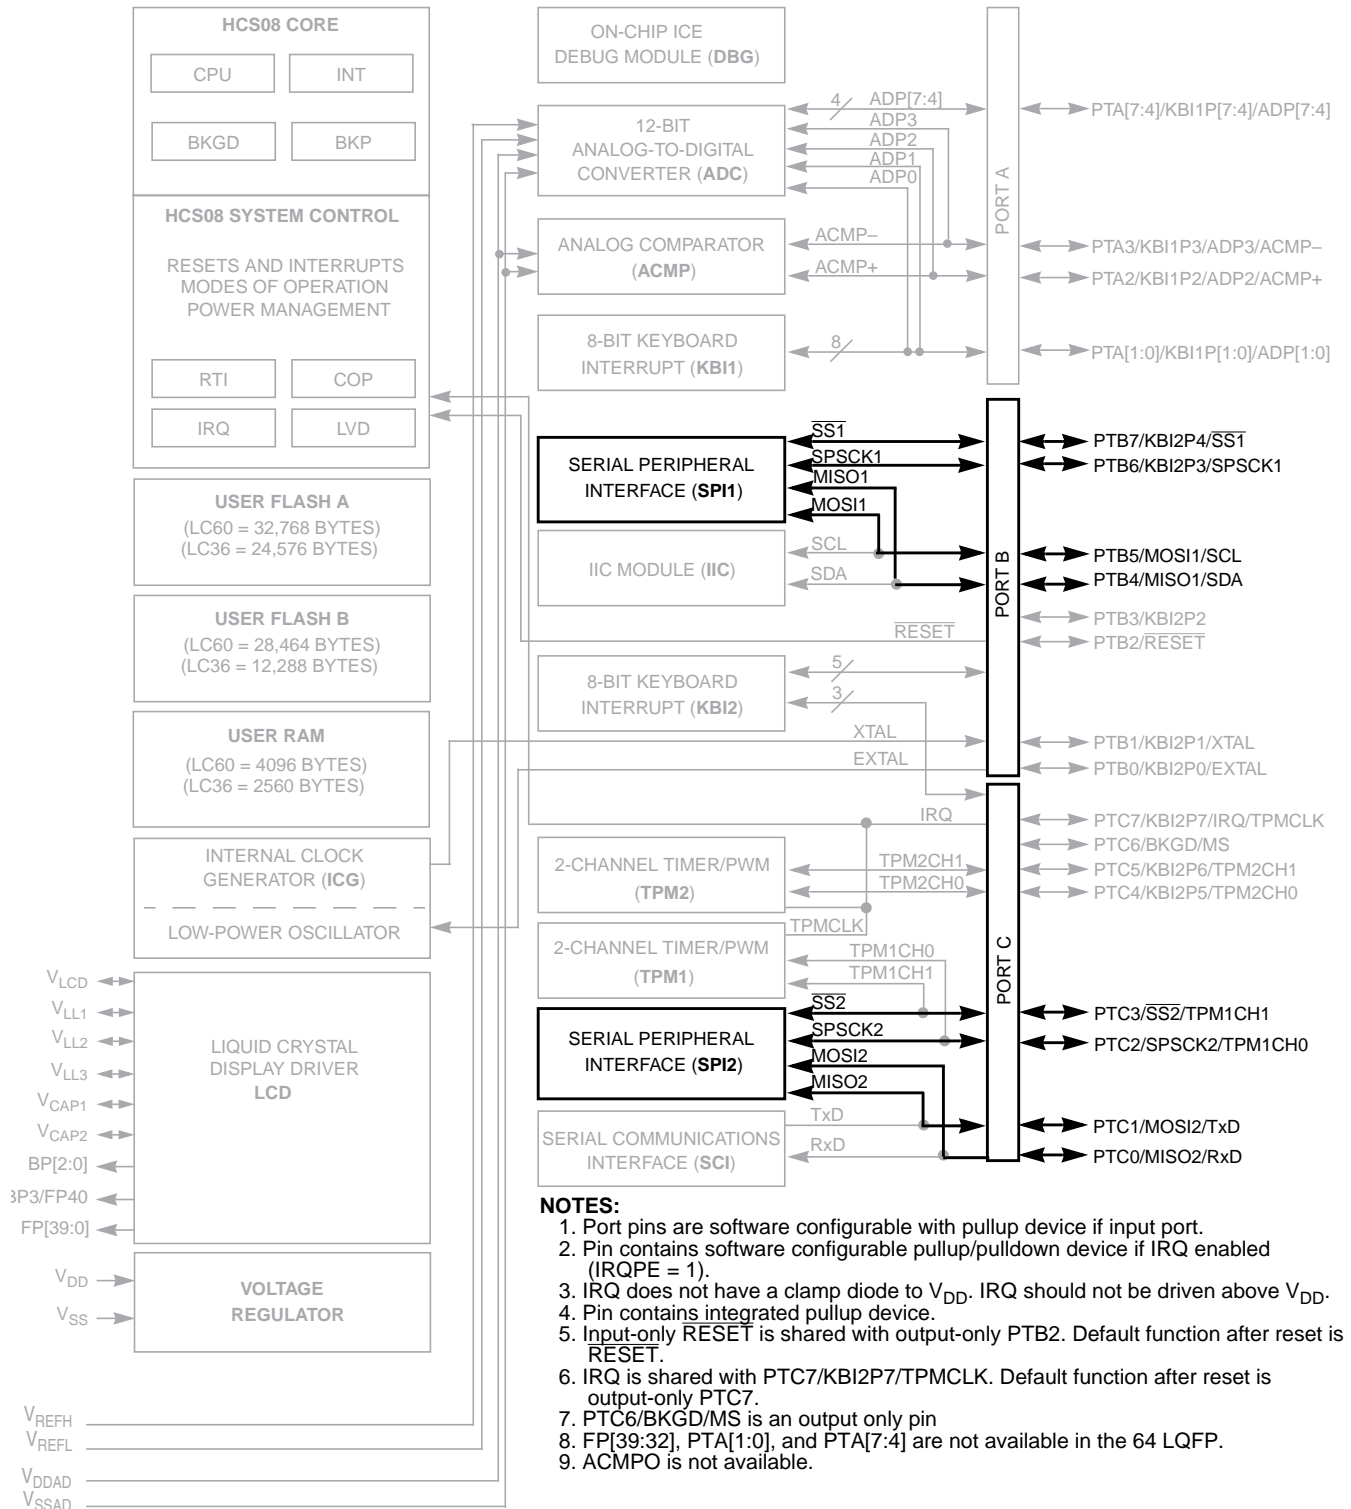 HCS08 CORE
CPU
INT
BKGD
BKP
HCS08 SYSTEM CONTROL
RESETS AND INTERRUPTS
MODES OF OPERATION
POWER MANAGEMENT
RTI
COP
IRQ
LVD
USER FLASH A
(LC60 = 32,768 BYTES)
(LC36 = 24,576 BYTES)
USER FLASH B
(LC60 = 28,464 BYTES)
(LC36 = 12,288 BYTES)
USER RAM
(LC60 = 4096 BYTES)
(LC36 = 2560 BYTES)
INTERNAL CLOCK
GENERATOR (ICG)
LOW-POWER OSCILLATOR
LIQUID CRYSTAL
DISPLAY DRIVER
LCD
VOLTAGE
REGULATOR
VLCD
VLL1
VLL2
VLL3
VCAP1
VCAP2
BP[2:0]
BP3/FP40
FP[39:0]
VDD
VSS
VREFH
VREFL
VDDAD
VSSAD
ON-CHIP ICE
DEBUG MODULE (DBG)
12-BIT
ANALOG-TO-DIGITAL
CONVERTER (ADC)
4
ADP[7:4]
ADP3
ADP2
ADP1
ADP0
ANALOG COMPARATOR
(ACMP)
ACMP–
ACMP+
8-BIT KEYBOARD
INTERRUPT (KBI1)
8
SERIAL PERIPHERAL
INTERFACE (SPI1)
SS1
SPSCK1
MISO1
MOSI1
IIC MODULE (IIC)
SCL
SDA
RESET
8-BIT KEYBOARD
INTERRUPT (KBI2)
5
3
XTAL
EXTAL
IRQ
2-CHANNEL TIMER/PWM
(TPM2)
TPM2CH1
TPM2CH0
TPMCLK
2-CHANNEL TIMER/PWM
(TPM1)
TPM1CH0
TPM1CH1
SERIAL PERIPHERAL
INTERFACE (SPI2)
SS2
SPSCK2
MOSI2
MISO2
SERIAL COMMUNICATIONS
INTERFACE (SCI)
TxD
RxD
PORT A
PORT B
PORT C
PTA[7:4]/KBI1P[7:4]/ADP[7:4]
PTA3/KBI1P3/ADP3/ACMP–
PTA2/KBI1P2/ADP2/ACMP+
PTA[1:0]/KBI1P[1:0]/ADP[1:0]
PTB7/KBI2P4/SS1
PTB6/KBI2P3/SPSCK1
PTB5/MOSI1/SCL
PTB4/MISO1/SDA
PTB3/KBI2P2
PTB2/RESET
PTB1/KBI2P1/XTAL
PTB0/KBI2P0/EXTAL
PTC7/KBI2P7/IRQ/TPMCLK
PTC6/BKGD/MS
PTC5/KBI2P6/TPM2CH1
PTC4/KBI2P5/TPM2CH0
PTC3/SS2/TPM1CH1
PTC2/SPSCK2/TPM1CH0
PTC1/MOSI2/TxD
PTC0/MISO2/RxD
NOTES:
1. Port pins are software configurable with pullup device if input port.
2. Pin contains software configurable pullup/pulldown device if IRQ enabled
(IRQPE = 1).
3. IRQ does not have a clamp diode to VDD. IRQ should not be driven above VDD.
4. Pin contains integrated pullup device.
5. Input-only RESET is shared with output-only PTB2. Default function after reset is
RESET.
6. IRQ is shared with PTC7/KBI2P7/TPMCLK. Default function after reset is
output-only PTC7.
7. PTC6/BKGD/MS is an output only pin
8. FP[39:32], PTA[1:0], and PTA[7:4] are not available in the 64 LQFP.
9. ACMPO is not available.